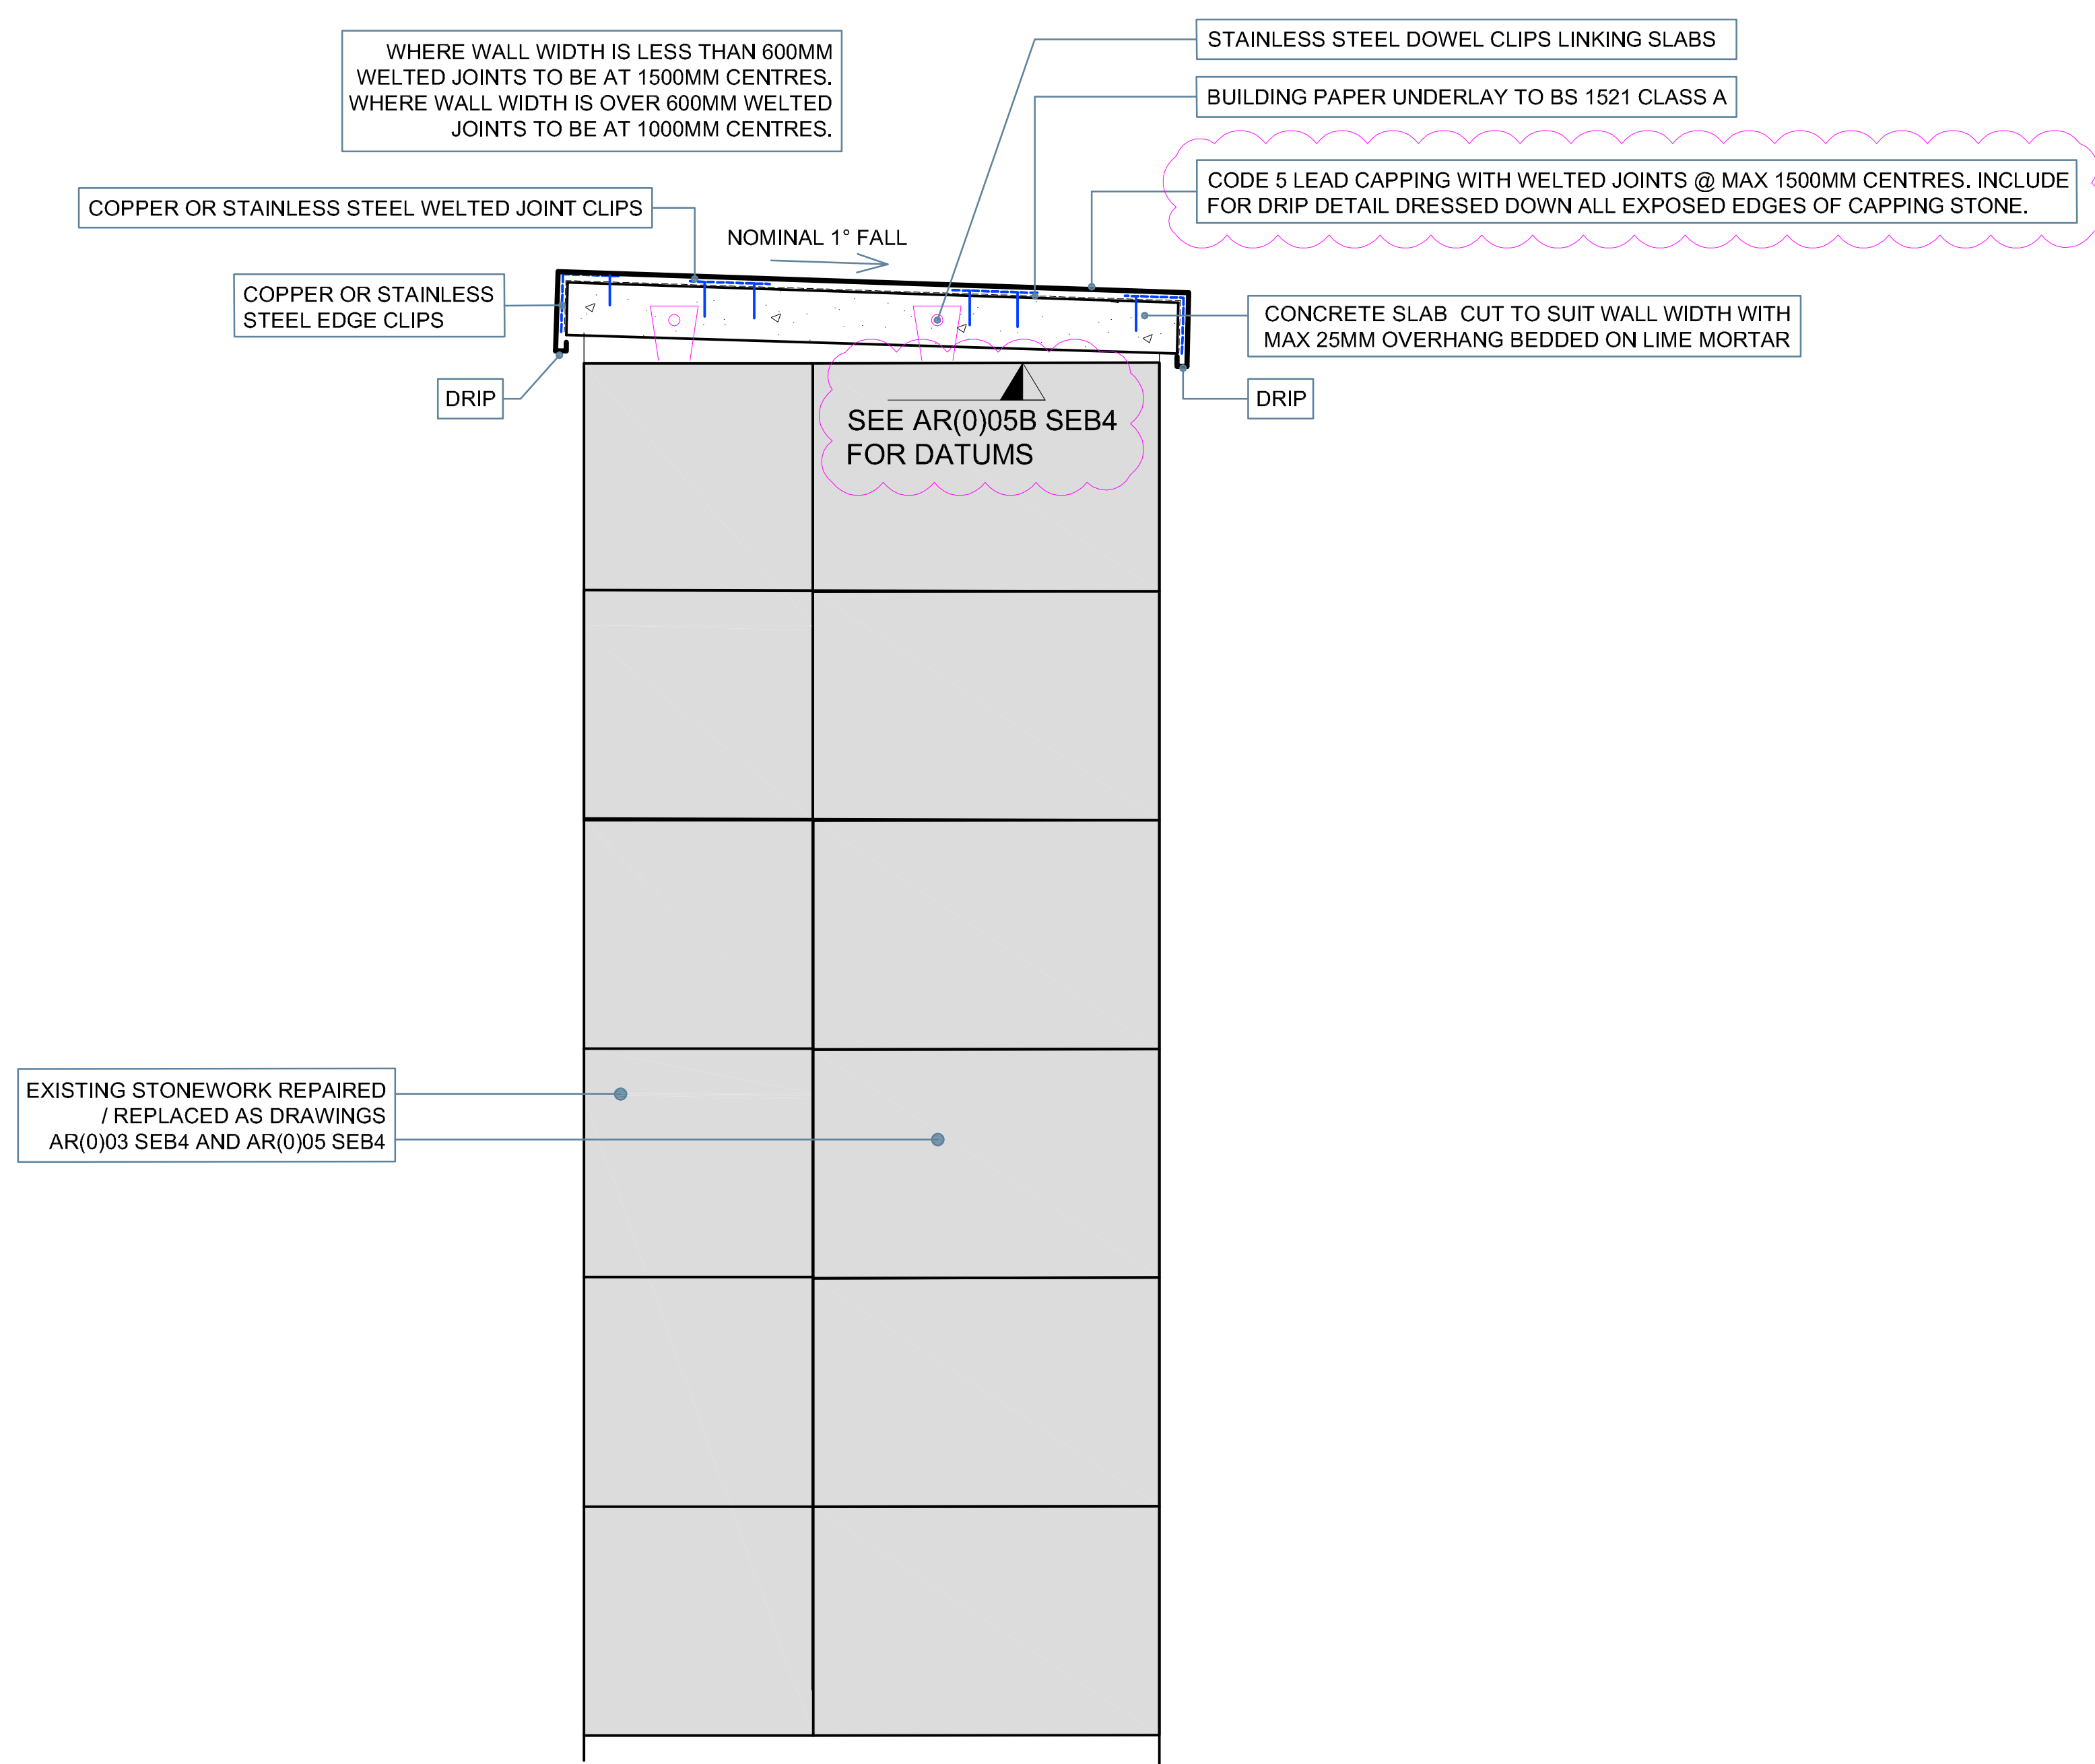 WHERE WALL WIDTH IS LESS THAN 600MM
WELTED JOINTS TO BE AT 1500MM CENTRES.
WHERE WALL WIDTH IS OVER 600MM WELTED
JOINTS TO BE AT 1000MM CENTRES.
STAINLESS STEEL DOWEL CLIPS LINKING SLABS
BUILDING PAPER UNDERLAY TO BS 1521 CLASS A
CODE 5 LEAD CAPPING WITH WELTED JOINTS @ MAX 1500MM CENTRES. INCLUDE
FOR DRIP DETAIL DRESSED DOWN ALL EXPOSED EDGES OF CAPPING STONE.
COPPER OR STAINLESS STEEL WELTED JOINT CLIPS
NOMINAL 1° FALL
COPPER OR STAINLESS
STEEL EDGE CLIPS
CONCRETE SLAB CUT TO SUIT WALL WIDTH WITH
MAX 25MM OVERHANG BEDDED ON LIME MORTAR
DRIP
DRIP
SEE AR(0)05B SEB4
FOR DATUMS
EXISTING STONEWORK REPAIRED
/ REPLACED AS DRAWINGS
AR(0)03 SEB4 AND AR(0)05 SEB4